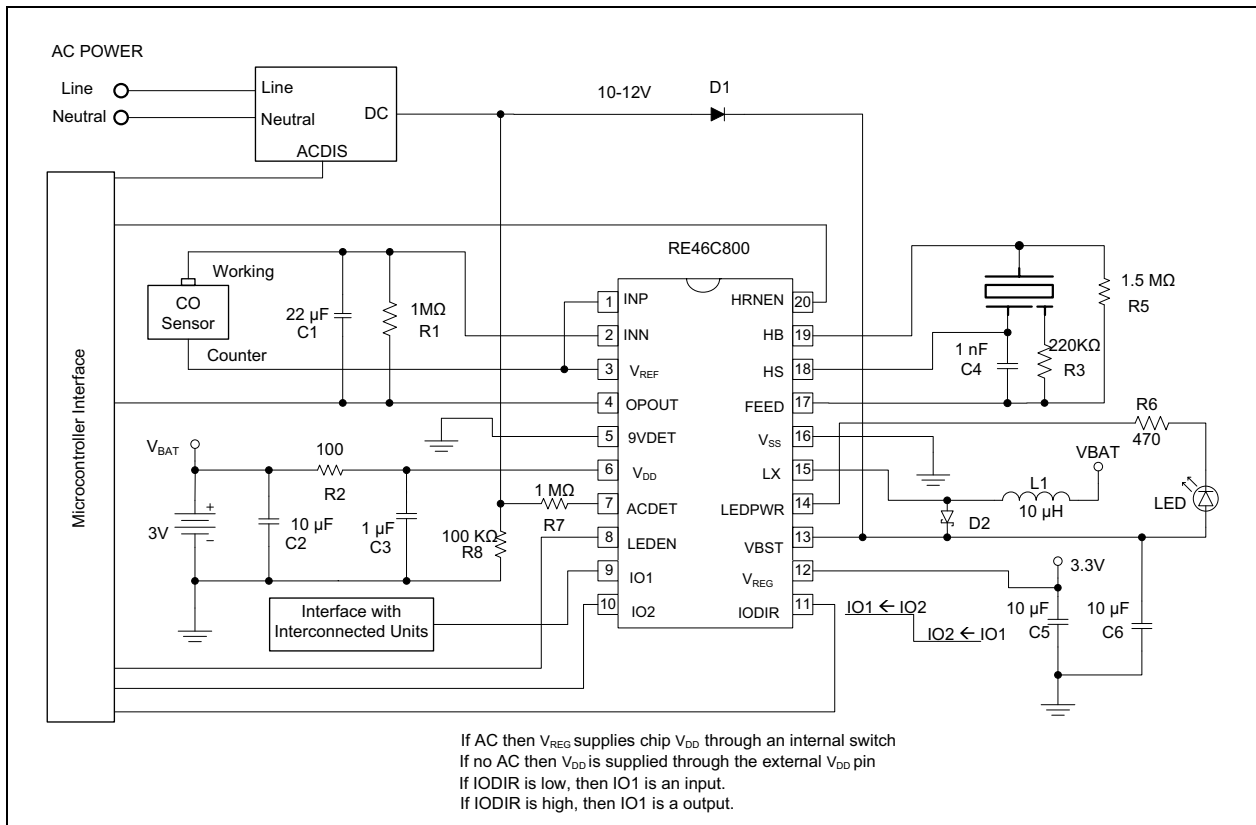 AC POWER
Line
Neutral
Line
Neutral
DC
ACDIS
10-12V
D1
Microcontroller Interface
Working
CO
Sensor
Counter
22 µF
C1
1MΩ
R1
RE46C800
1 INP
2 INN
3 VREF
4 OPOUT
5 9VDET
6 VDD
7 ACDET
8 LEDEN
9 IO1
10 IO2
HRNEN 20
HB 19
HS 18
FEED 17
VSS 16
LX 15
LEDPWR 14
VBST 13
VREG 12
IODIR 11
1.5 MΩ
R5
1 nF
C4
220KΩ
R3
R6
470
VBAT
L1
10 µH
D2
LED
VBAT
100
R2
3V
+
–
10 µF
C2
1 µF
C3
1 MΩ
R7
100 KΩ
R8
Interface with
Interconnected Units
IO1 ← IO2
IO2 ← IO1
3.3V
10 µF
C5
10 µF
C6
If AC then VREG supplies chip VDD through an internal switch
If no AC then VDD is supplied through the external VDD pin
If IODIR is low, then IO1 is an input.
If IODIR is high, then IO1 is a output.